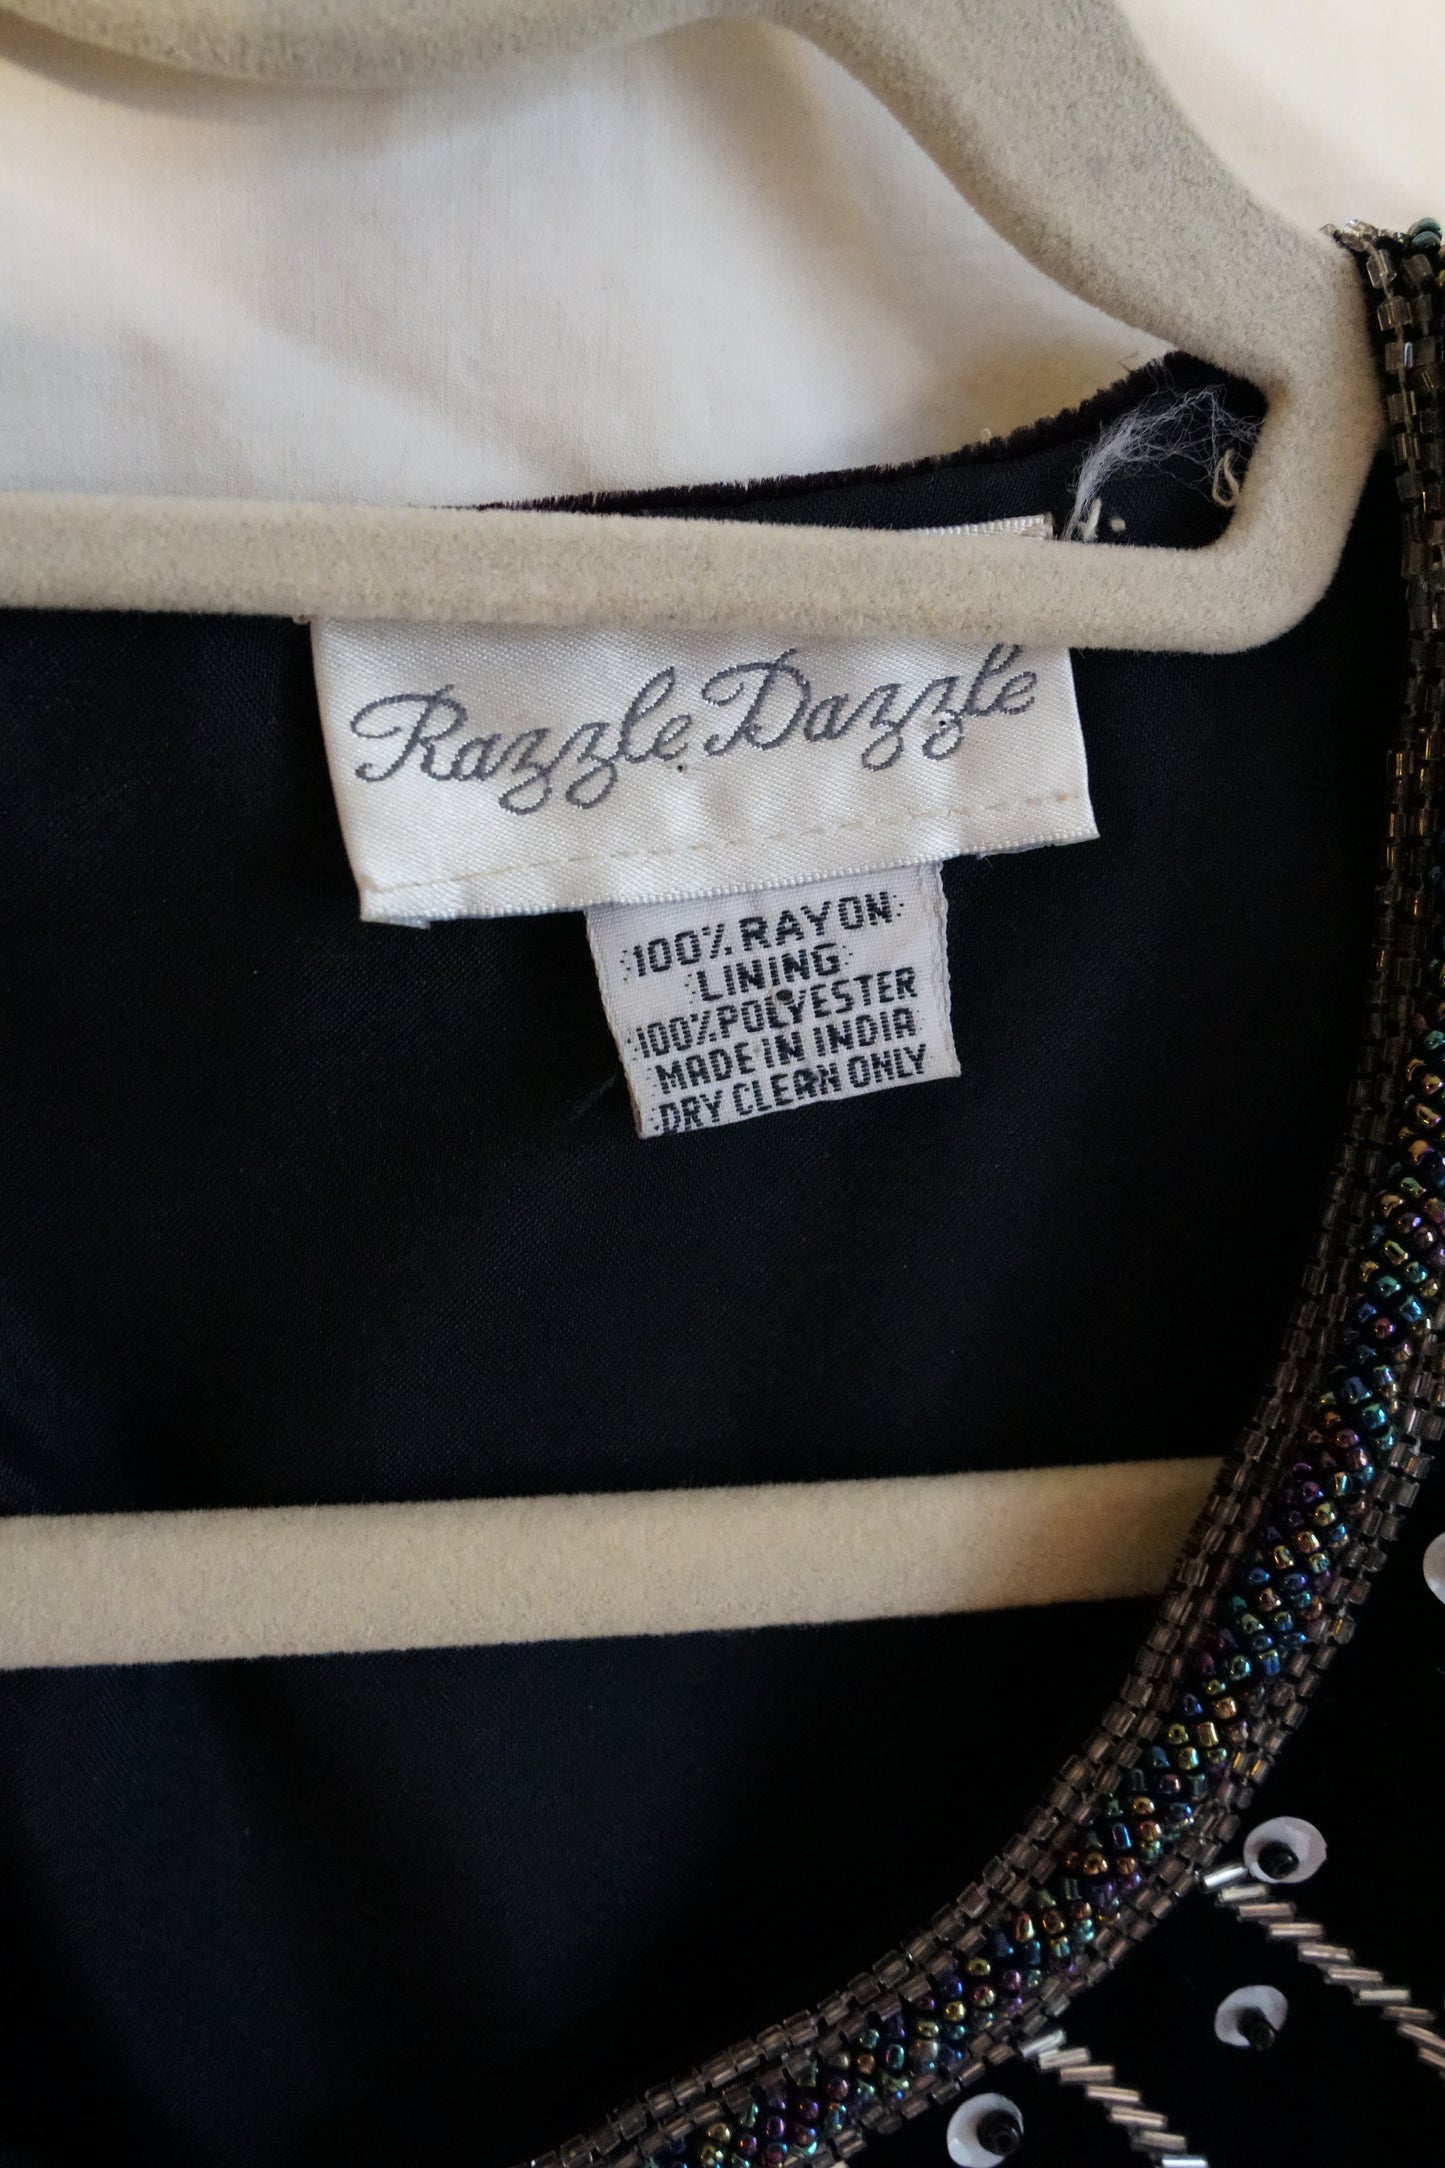 Razzle Dazzle
100% RAYON
LINING
100% POLYESTER
MADE IN INDIA
DRY CLEAN ONLY